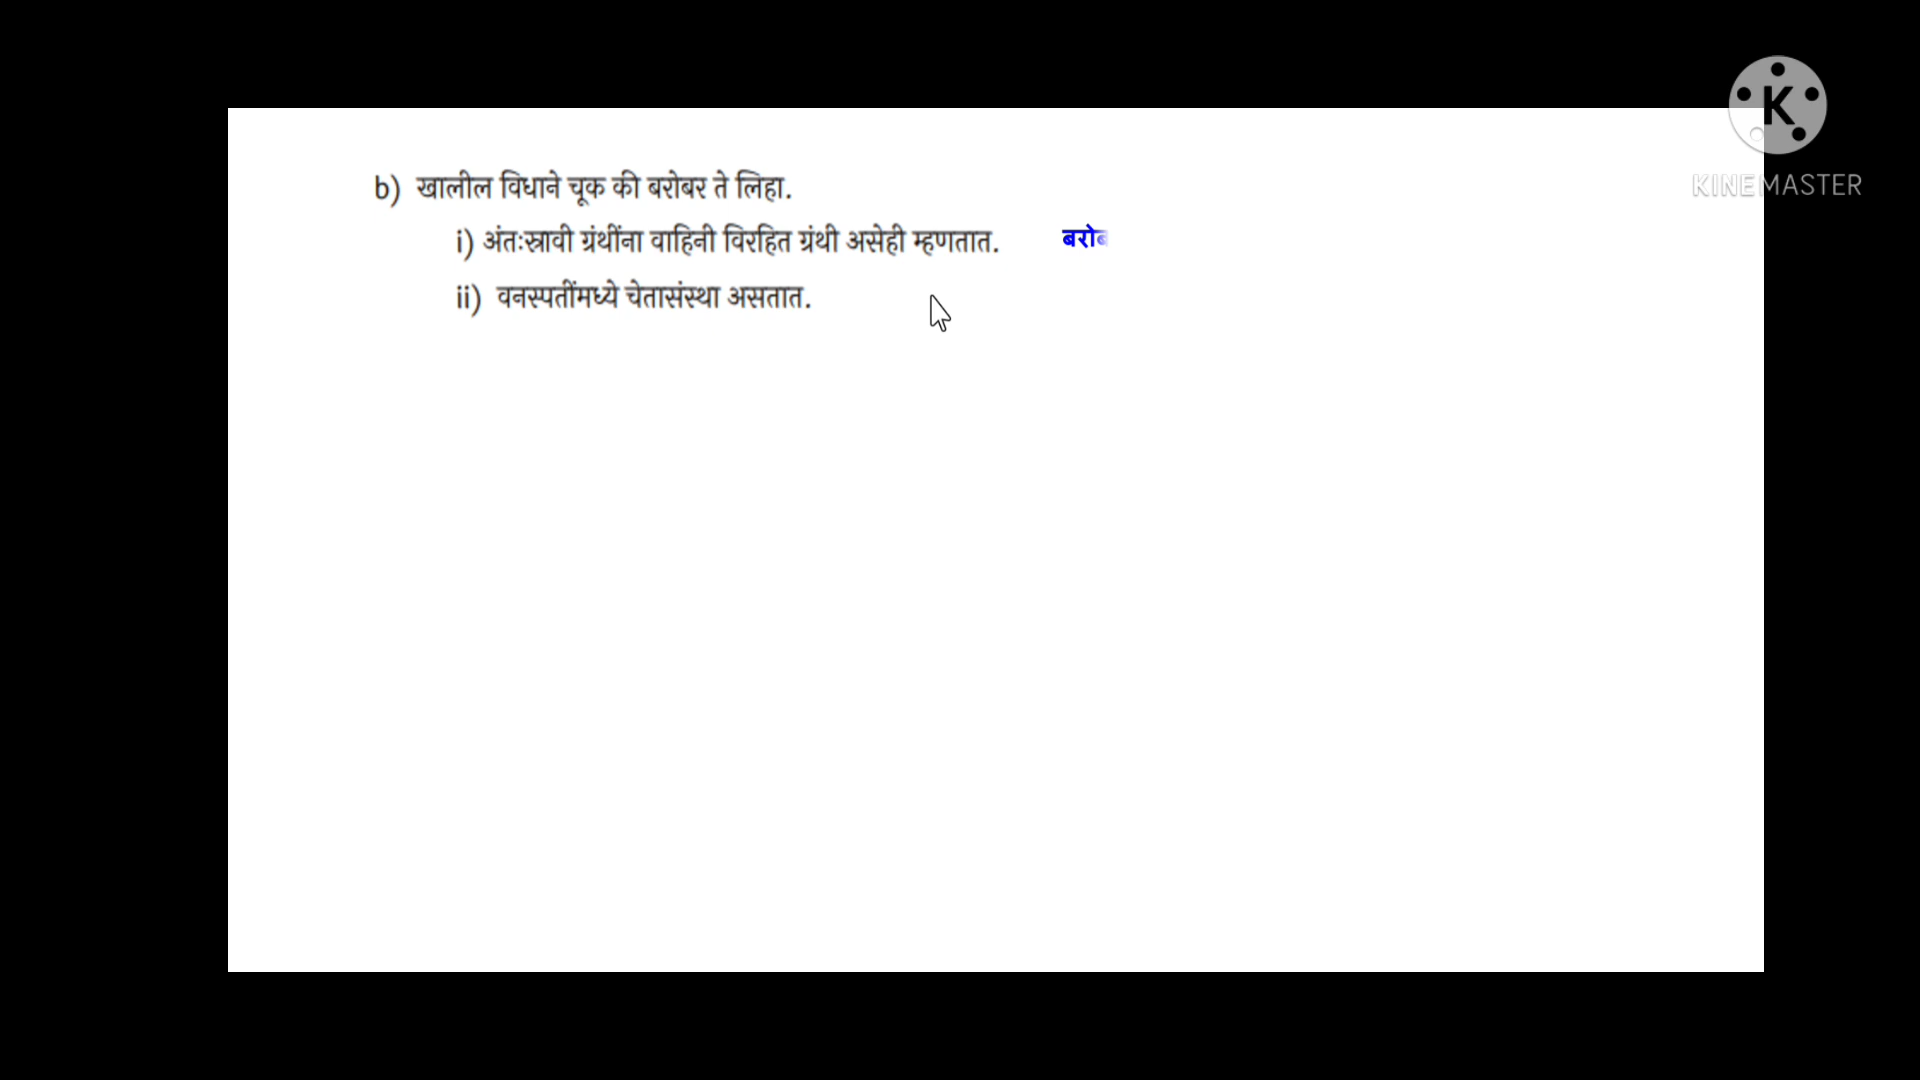 b) खालील विधाने चूक की बरोबर ते लिहा.
i) अंतःस्रावी ग्रंथींना वाहिनी विरहित ग्रंथी असेही म्हणतात.
ii) वनस्पतींमध्ये चेतासंस्था असतात.
K
KINEMASTER